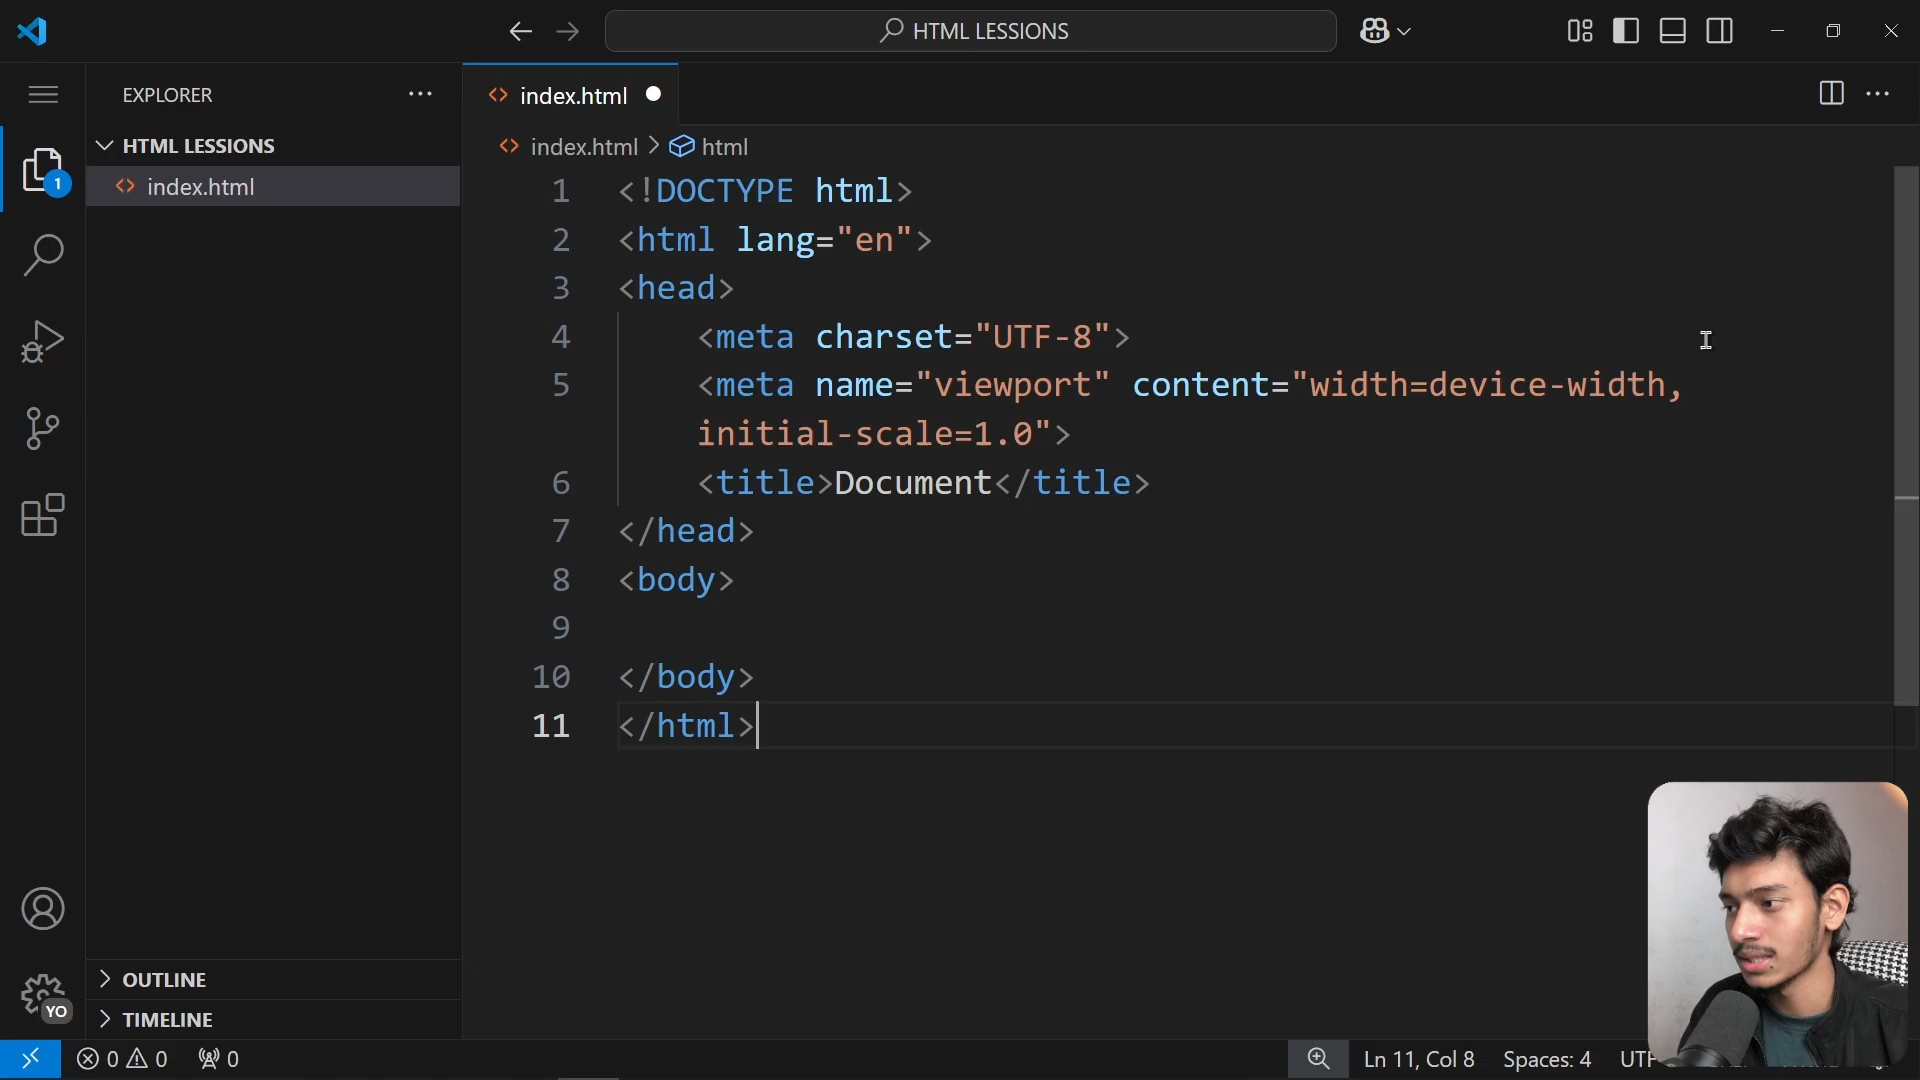 HTML LESSIONS
EXPLORER
HTML LESSIONS
index.html
1
index.html
index.html > html
1 <!DOCTYPE html>
2 <html lang="en">
3 <head>
4 <meta charset="UTF-8">
5 <meta name="viewport" content="width=device-width,
initial-scale=1.0">
6 <title>Document</title>
7 </head>
8 <body>
9
10 </body>
11 </html>
OUTLINE
TIMELINE
YO
0 0 0
Ln 11, Col 8 Spaces: 4